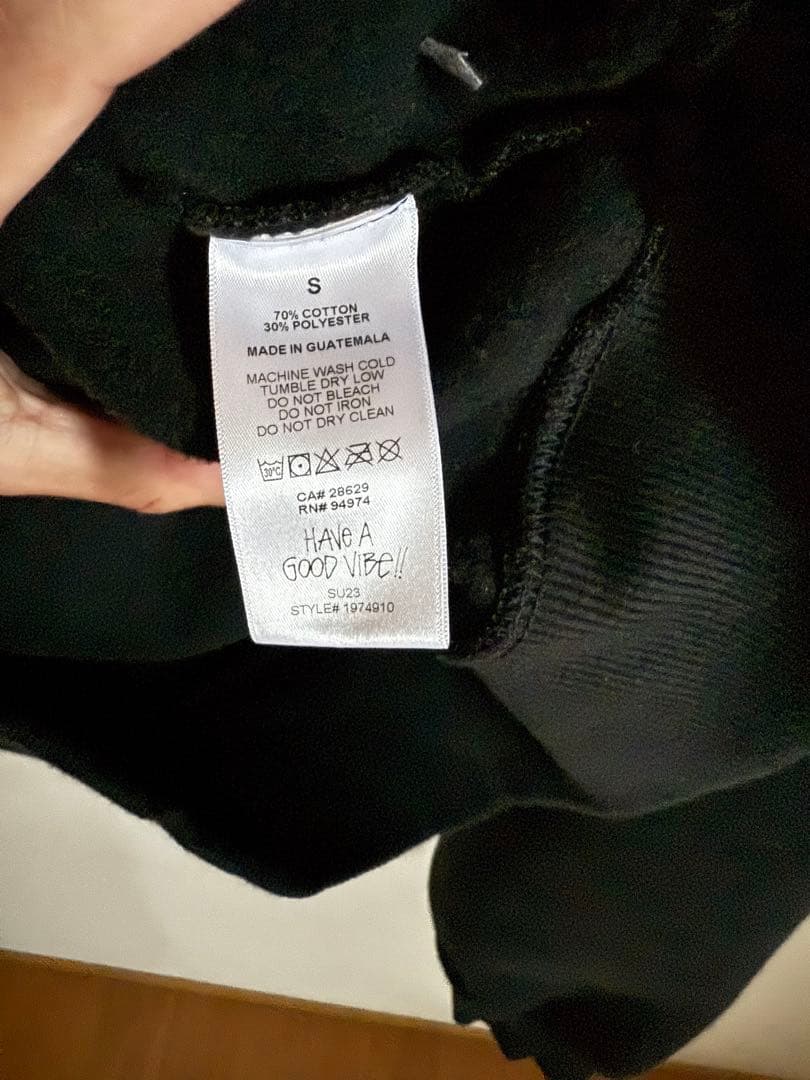 S
70% COTTON
30% POLYESTER
MADE IN GUATEMALA
MACHINE WASH COLD
TUMBLE DRY LOW
DO NOT BLEACH
DO NOT IRON
DO NOT DRY CLEAN
30°C
CA# 28629
RN# 94974
HAVE A
GOOD VIBE!!
SU23
STYLE# 1974910